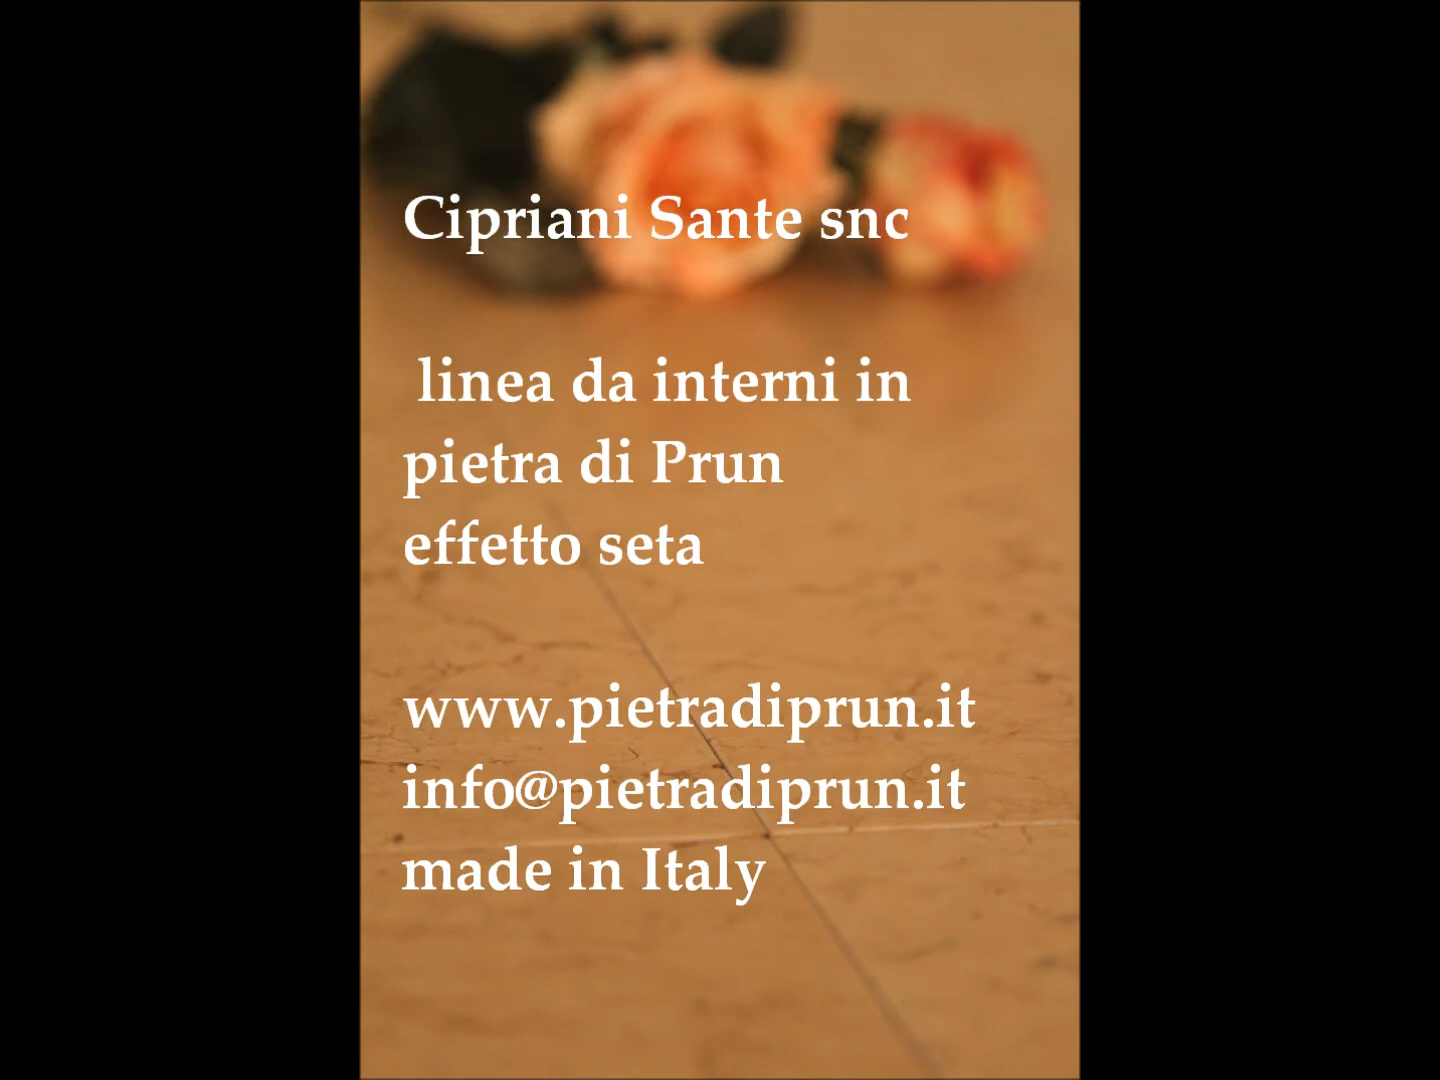 Cipriani Sante snc
linea da interni in
pietra di Prun
effetto seta
www.pietradiprun.it
info@pietradiprun.it
made in Italy